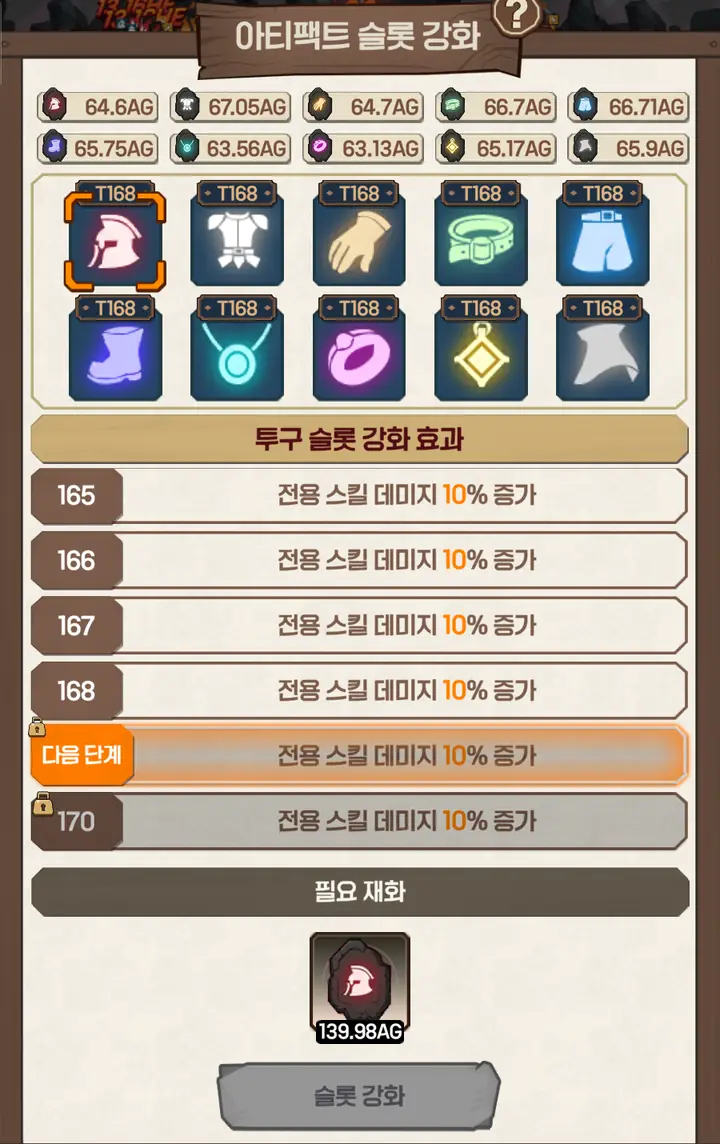 아티팩트 슬롯 강화
?
64.6AG 67.05AG 64.7AG 66.7AG 66.71AG
65.75AG 63.56AG 63.13AG 65.17AG 65.9AG
T168 T168 T168 T168 T168
T168 T168 T168 T168 T168
투구 슬롯 강화 효과
165 전용 스킬 데미지 10% 증가
166 전용 스킬 데미지 10% 증가
167 전용 스킬 데미지 10% 증가
168 전용 스킬 데미지 10% 증가
다음 단계 전용 스킬 데미지 10% 증가
170 전용 스킬 데미지 10% 증가
필요 재화
139.98AG
슬롯 강화